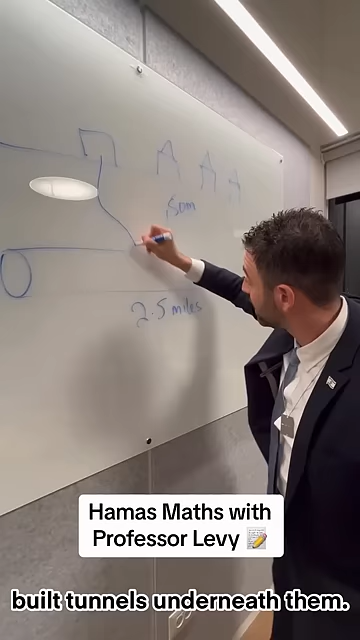 50m
2.5 miles
Hamas Maths with
Professor Levy 📝
built tunnels underneath them.